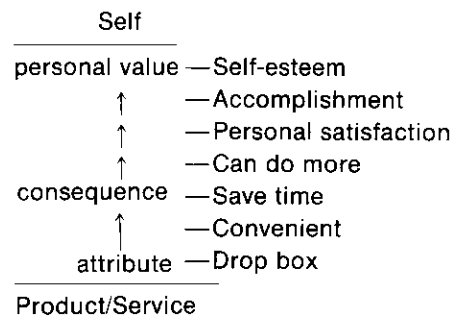 Self
personal value —Self-esteem
—Accomplishment
—Personal satisfaction
—Can do more
consequence —Save time
—Convenient
attribute —Drop box
Product/Service